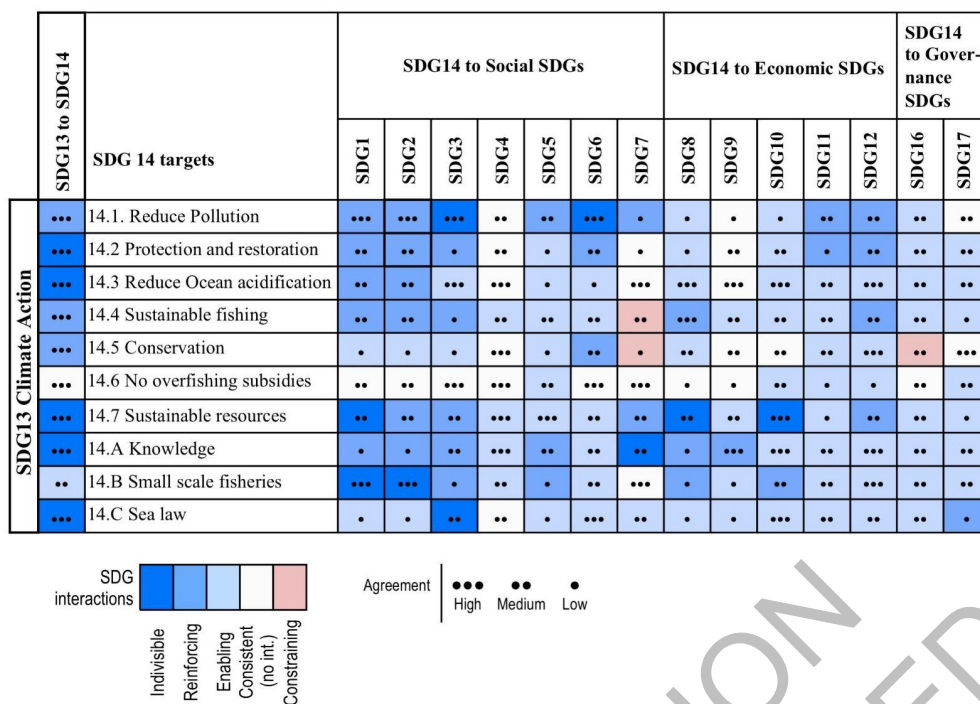 SDG13 to SDG14
SDG 14 targets
SDG14 to Social SDGs
SDG14 to Economic SDGs
SDG14
to Gover-
nance
SDGs
SDG1
SDG2
SDG3
SDG4
SDG5
SDG6
SDG7
SDG8
SDG9
SDG10
SDG11
SDG12
SDG16
SDG17
SDG13 Climate Action
14.1. Reduce Pollution
14.2 Protection and restoration
14.3 Reduce Ocean acidification
14.4 Sustainable fishing
14.5 Conservation
14.6 No overfishing subsidies
14.7 Sustainable resources
14.A Knowledge
14.B Small scale fisheries
14.C Sea law
SDG
interactions
Indivisible
Reinforcing
Enabling
Consistent
(no int.)
Constraining
Agreement
High Medium Low